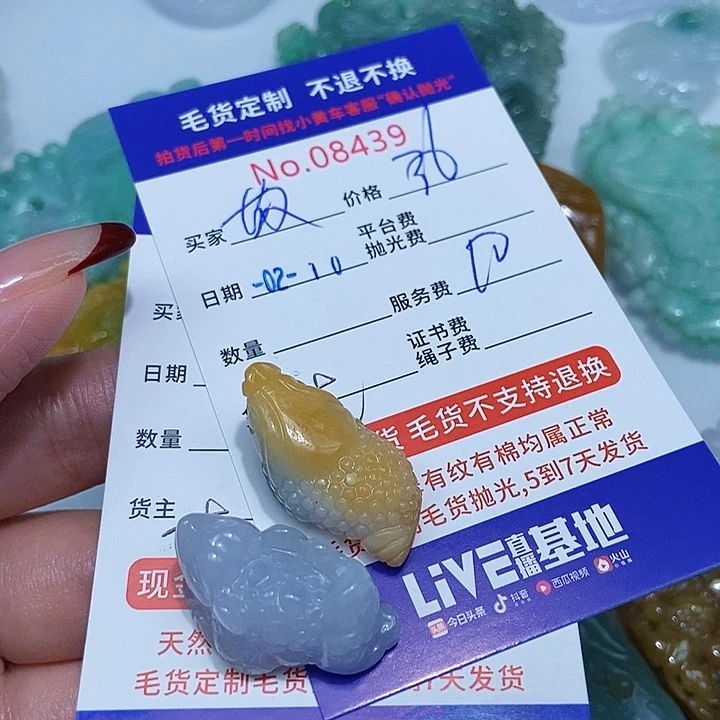 毛货定制 不退不换
拍货后第一时间找小黄车客服"确认抛光"
No.08439
买家
价格
日期 -02-10
平台费
抛光费
数量
服务费
证书费
绳子费
货 毛货不支持退换
有纹有棉均属正常
毛货抛光,5到7天发货
LiVE直播基地
今日头条 抖音 西瓜视频 火山
日期
数量
货主
现金
天然
毛货定制毛货 7天发货